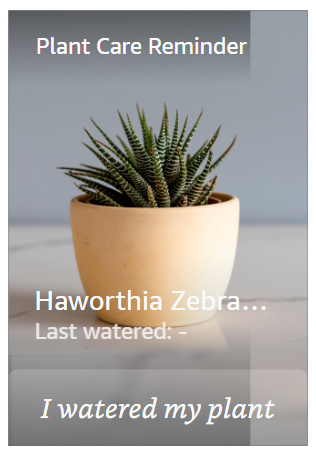 Plant Care Reminder
Haworthia Zebra...
Last watered: -
I watered my plant